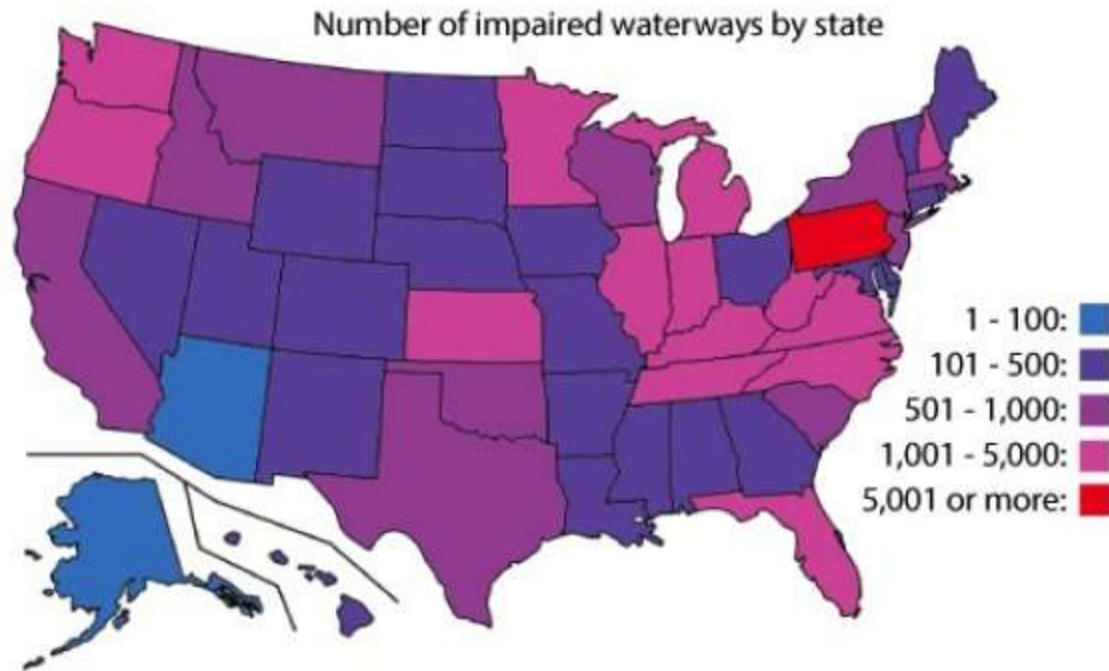 Number of impaired waterways by state
1 - 100:
101 - 500:
501 - 1,000:
1,001 - 5,000:
5,001 or more: